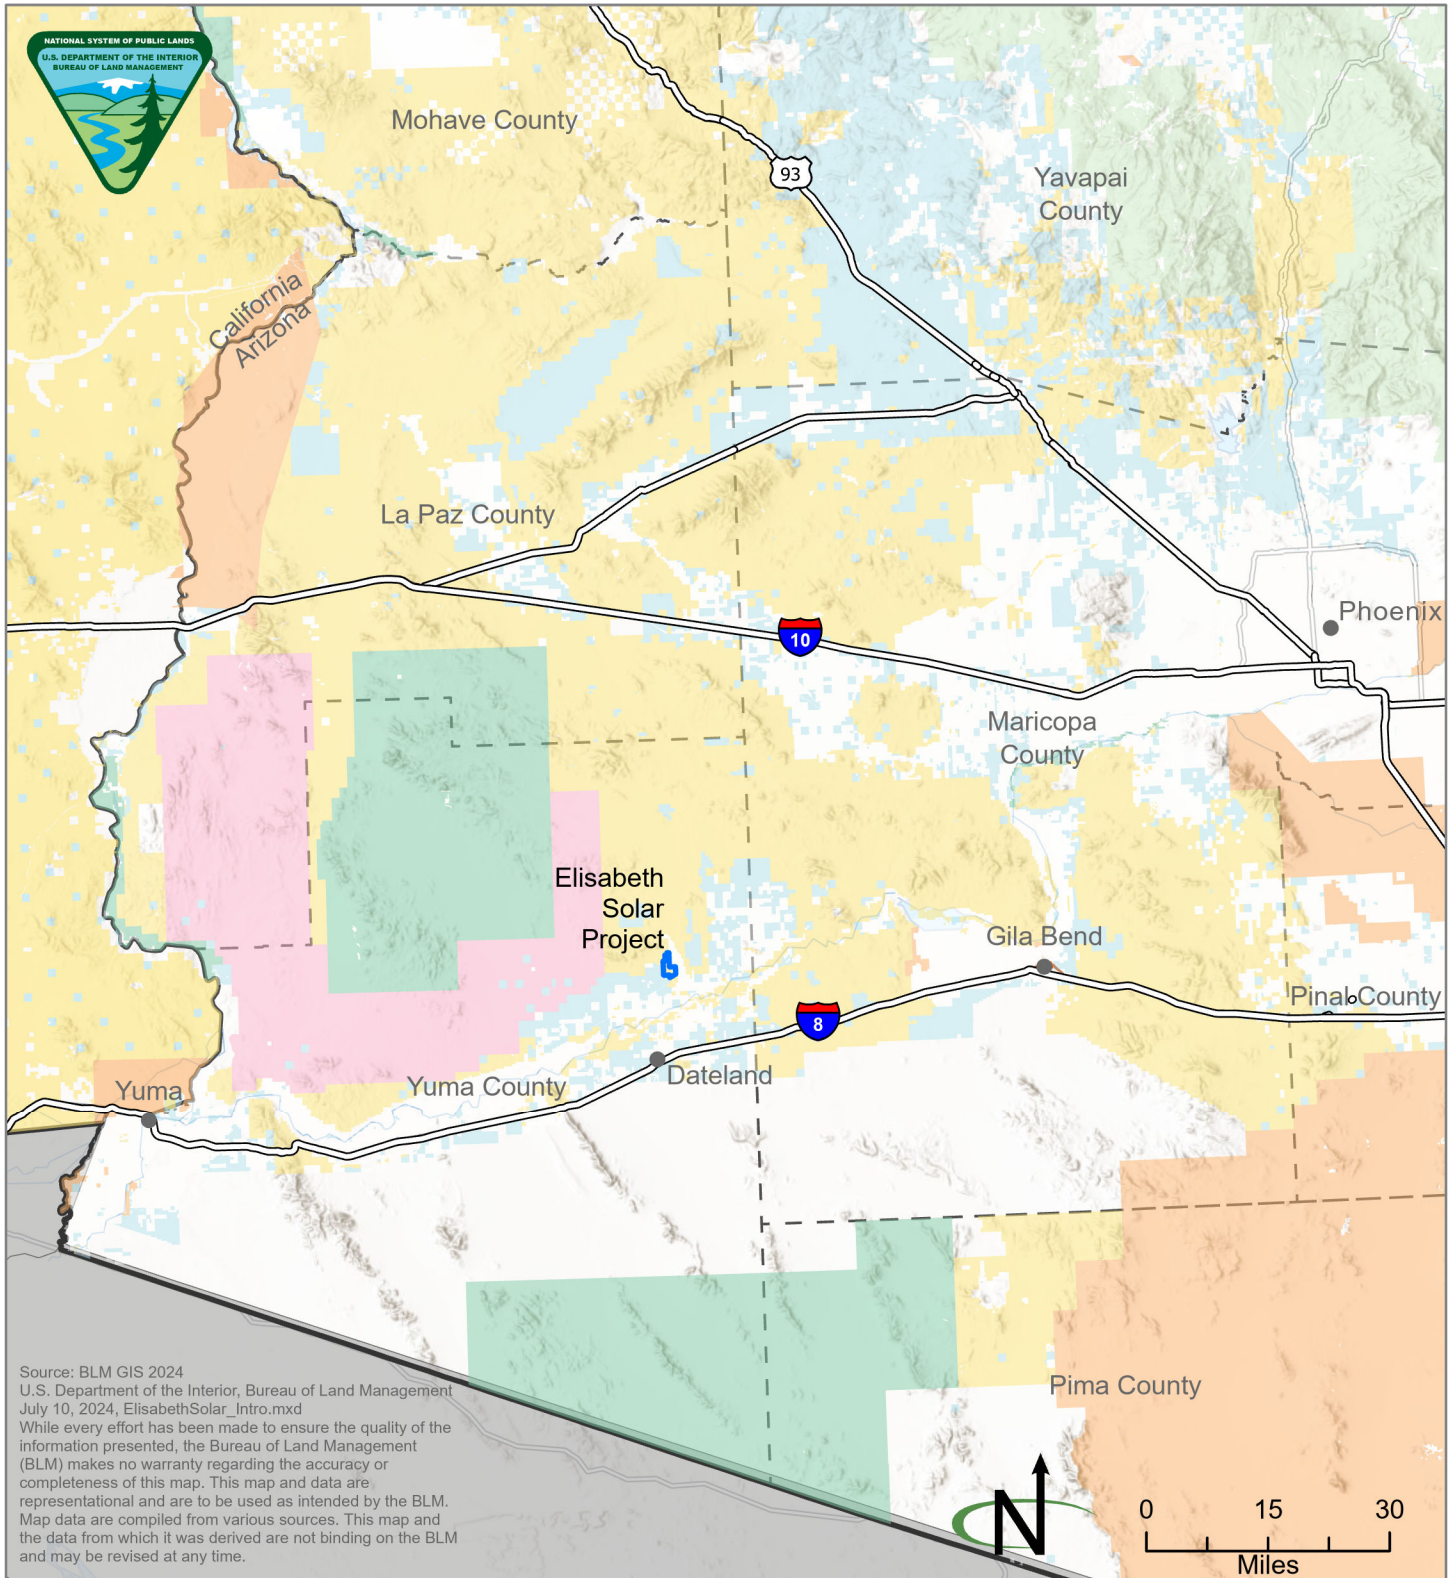 NATIONAL SYSTEM OF PUBLIC LANDS
U.S. DEPARTMENT OF THE INTERIOR
BUREAU OF LAND MANAGEMENT
Mohave County
93
Yavapai
County
California
Arizona
La Paz County
Phoenix
10
Maricopa
County
Elisabeth
Solar
Project
Gila Bend
Pinal County
8
Dateland
Yuma
Yuma County
Pima County
Source: BLM GIS 2024
U.S. Department of the Interior, Bureau of Land Management
July 10, 2024, ElisabethSolar_Intro.mxd
While every effort has been made to ensure the quality of the
information presented, the Bureau of Land Management
(BLM) makes no warranty regarding the accuracy or
completeness of this map. This map and data are
representational and are to be used as intended by the BLM.
Map data are compiled from various sources. This map and
the data from which it was derived are not binding on the BLM
and may be revised at any time.
N
0 15 30
Miles